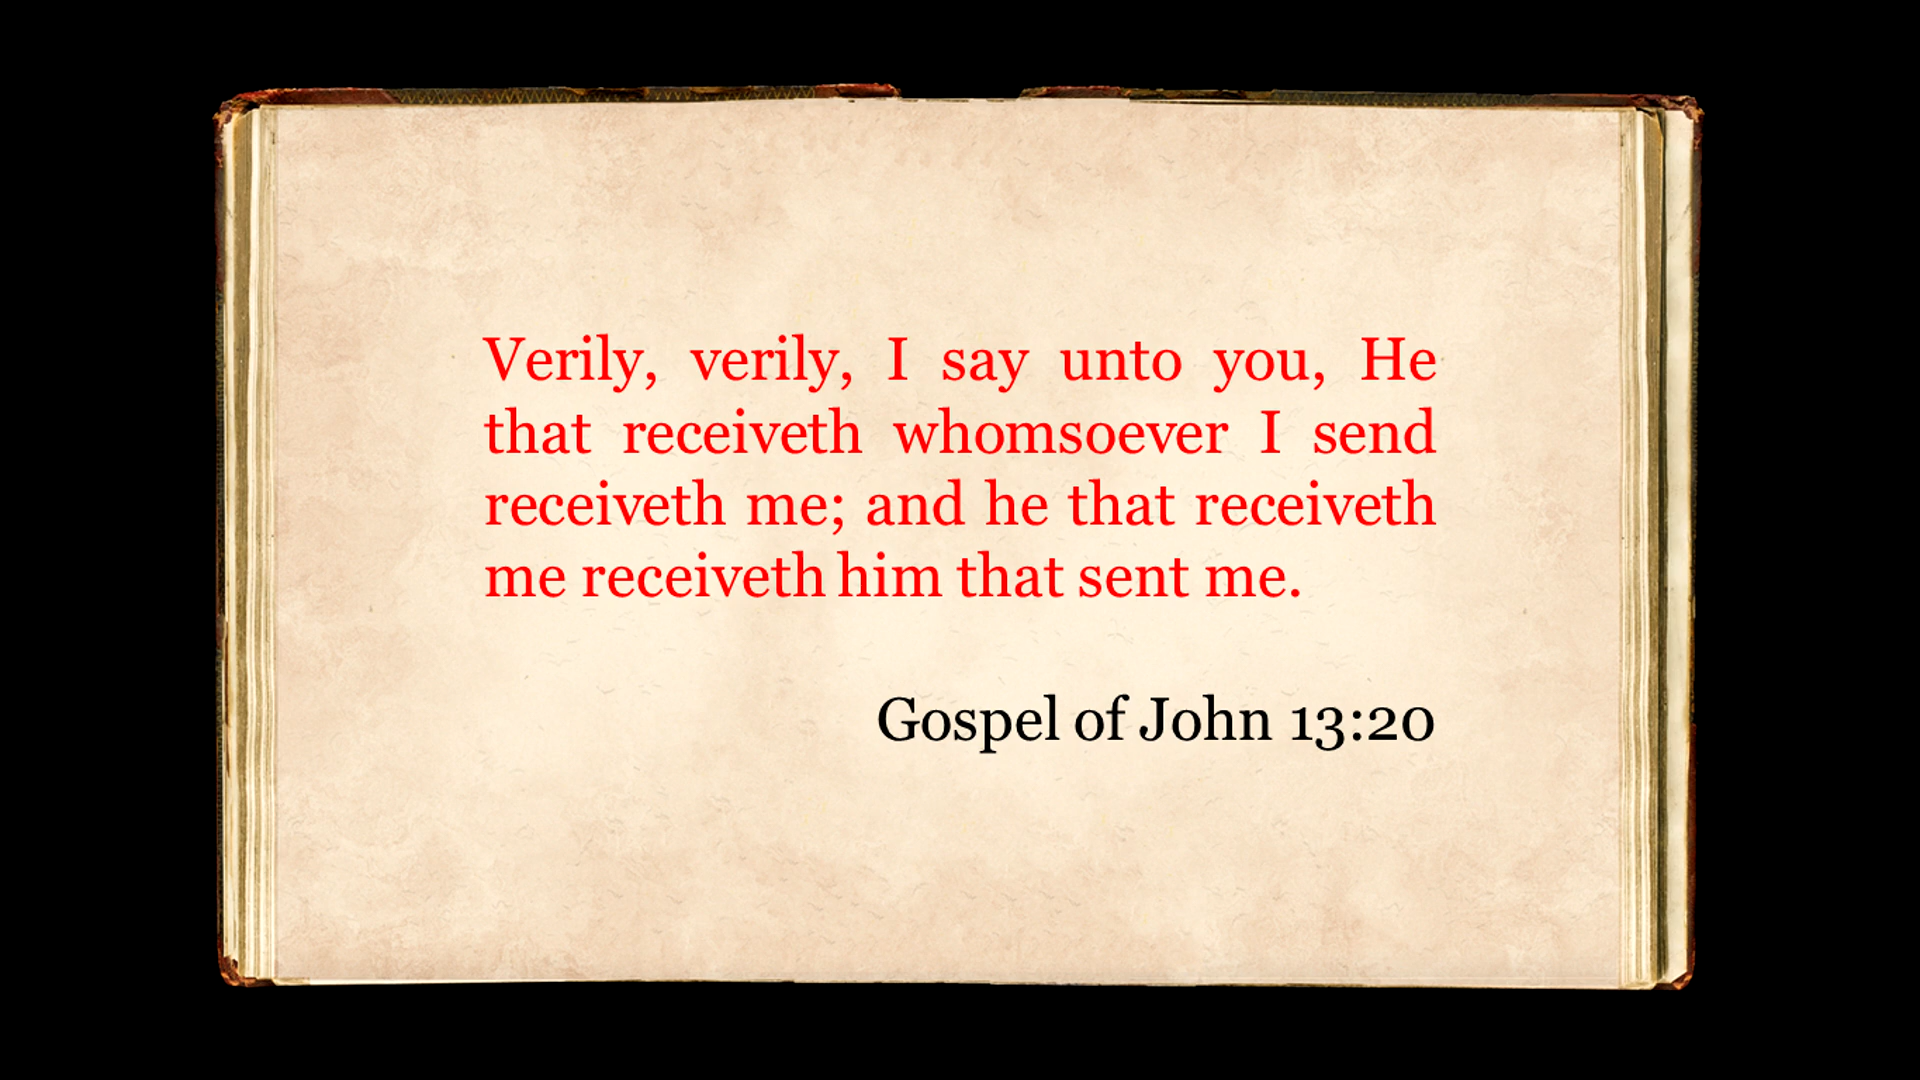 Verily, verily, I say unto you, He
that receiveth whomsoever I send
receiveth me; and he that receiveth
me receiveth him that sent me.
Gospel of John 13:20